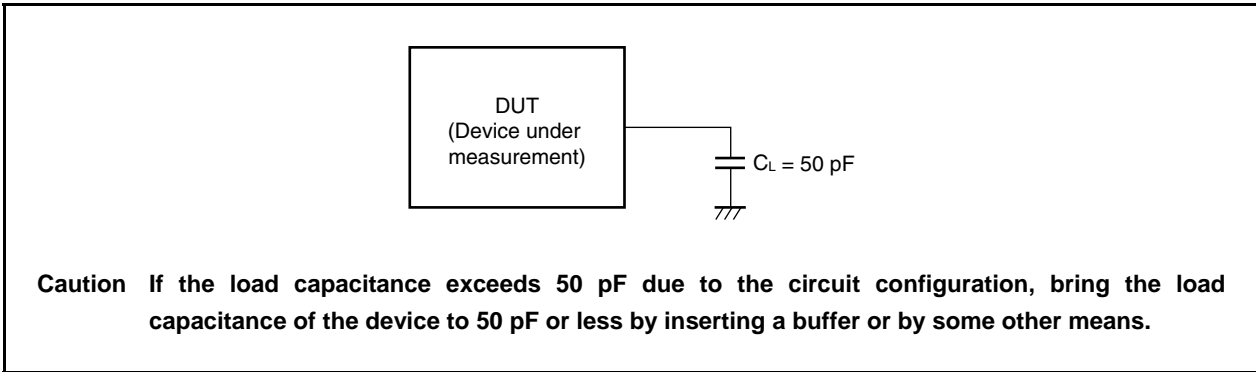 DUT
(Device under
measurement)
CL = 50 pF
Caution If the load capacitance exceeds 50 pF due to the circuit configuration, bring the load
capacitance of the device to 50 pF or less by inserting a buffer or by some other means.